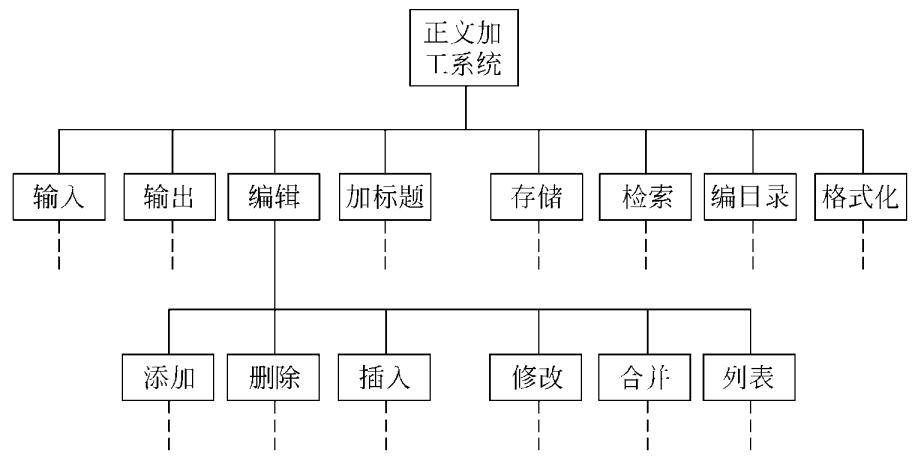 正文加
工系统
输入
输出
编辑
加标题
存储
检索
编目录
格式化
添加
删除
插入
修改
合并
列表